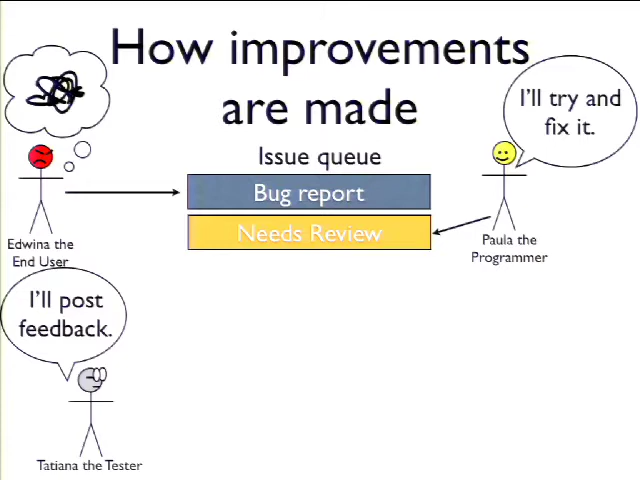 How improvements
are made
I'll try and
fix it.
Issue queue
Bug report
Needs Review
Edwina the
End User
Paula the
Programmer
I'll post
feedback.
Tatiana the Tester